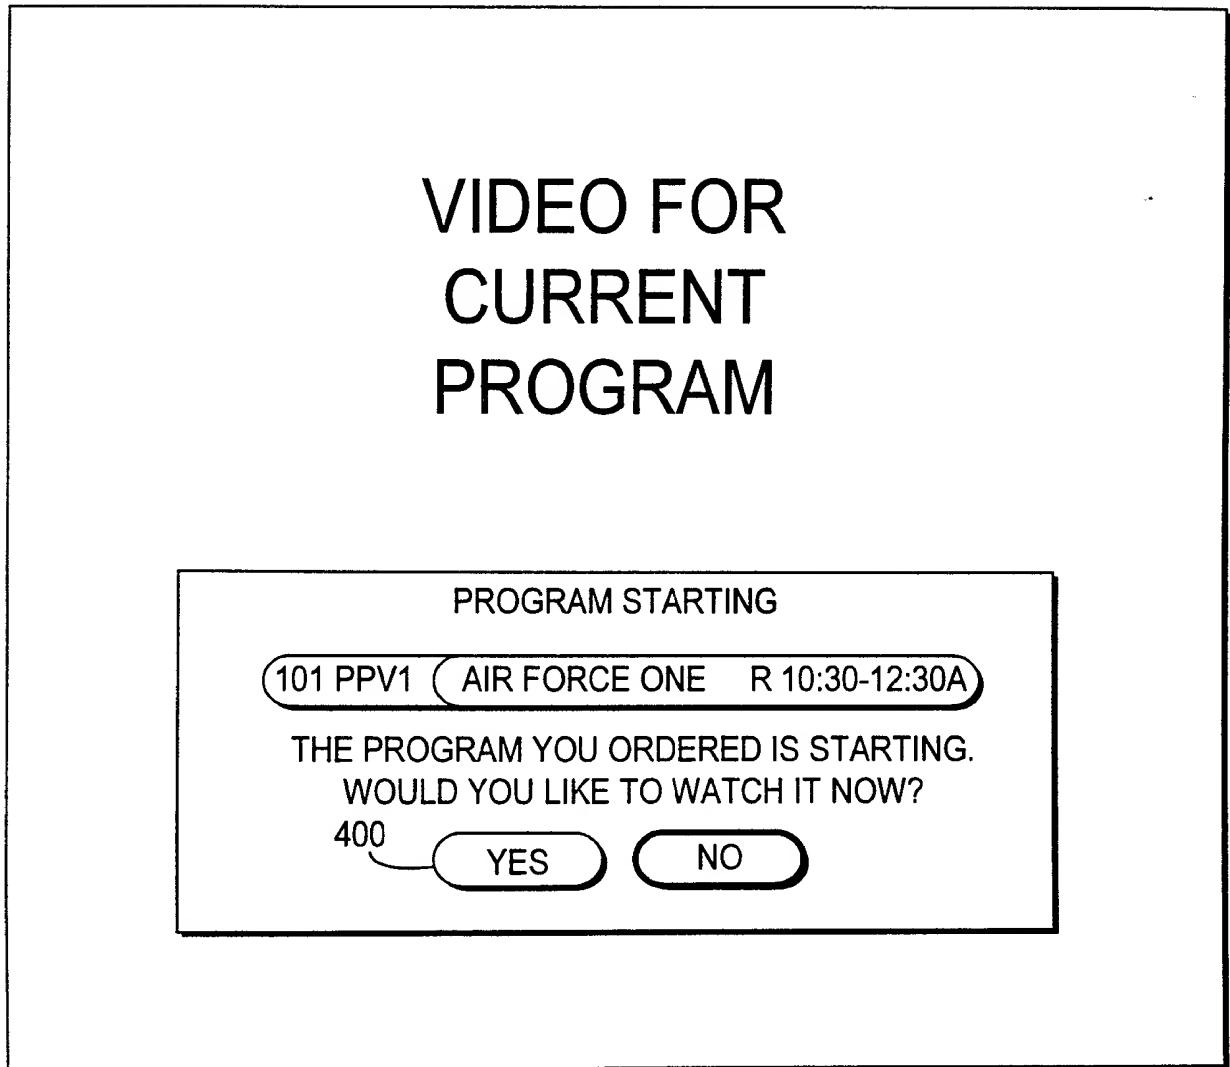 VIDEO FOR
CURRENT
PROGRAM
PROGRAM STARTING
101 PPV1 AIR FORCE ONE R 10:30-12:30A
THE PROGRAM YOU ORDERED IS STARTING.
WOULD YOU LIKE TO WATCH IT NOW?
400
YES NO